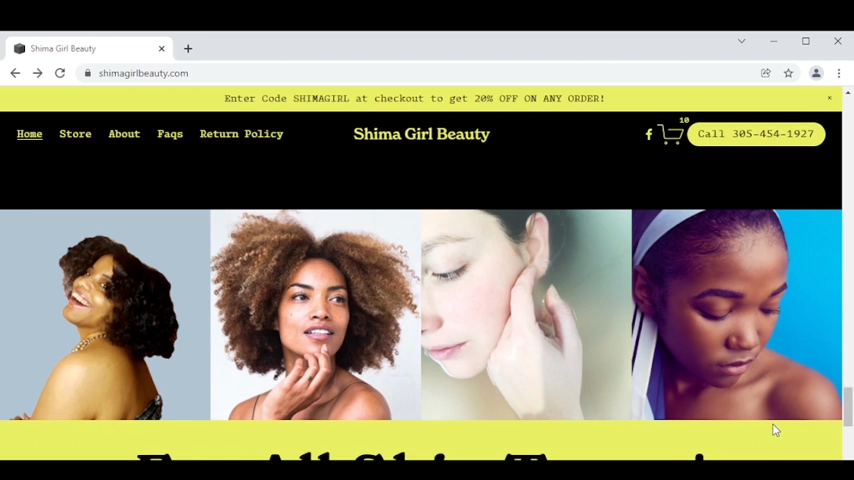 Shima Girl Beauty
shimagirlbeauty.com
Enter Code SHIMAGIRL at checkout to get 20% OFF ON ANY ORDER!
Home Store About Faqs Return Policy Shima Girl Beauty f 10 Call 305-454-1927